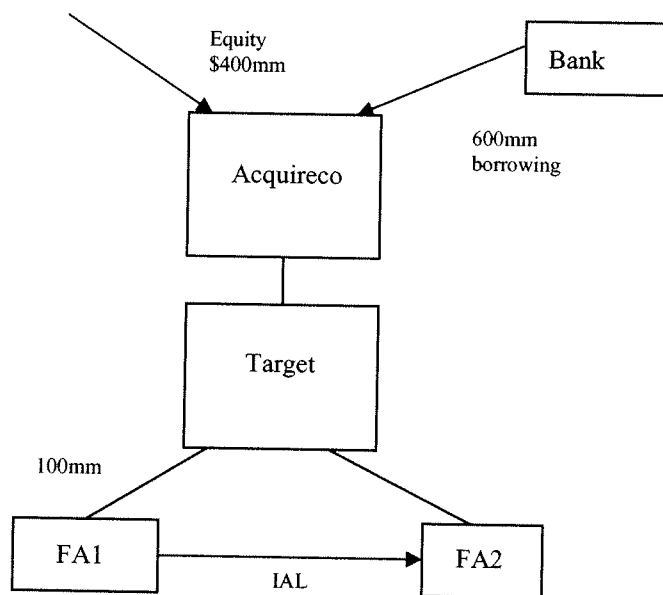 Equity
$400mm
Bank
600mm
borrowing
Acquireco
Target
100mm
FA1
FA2
IAL